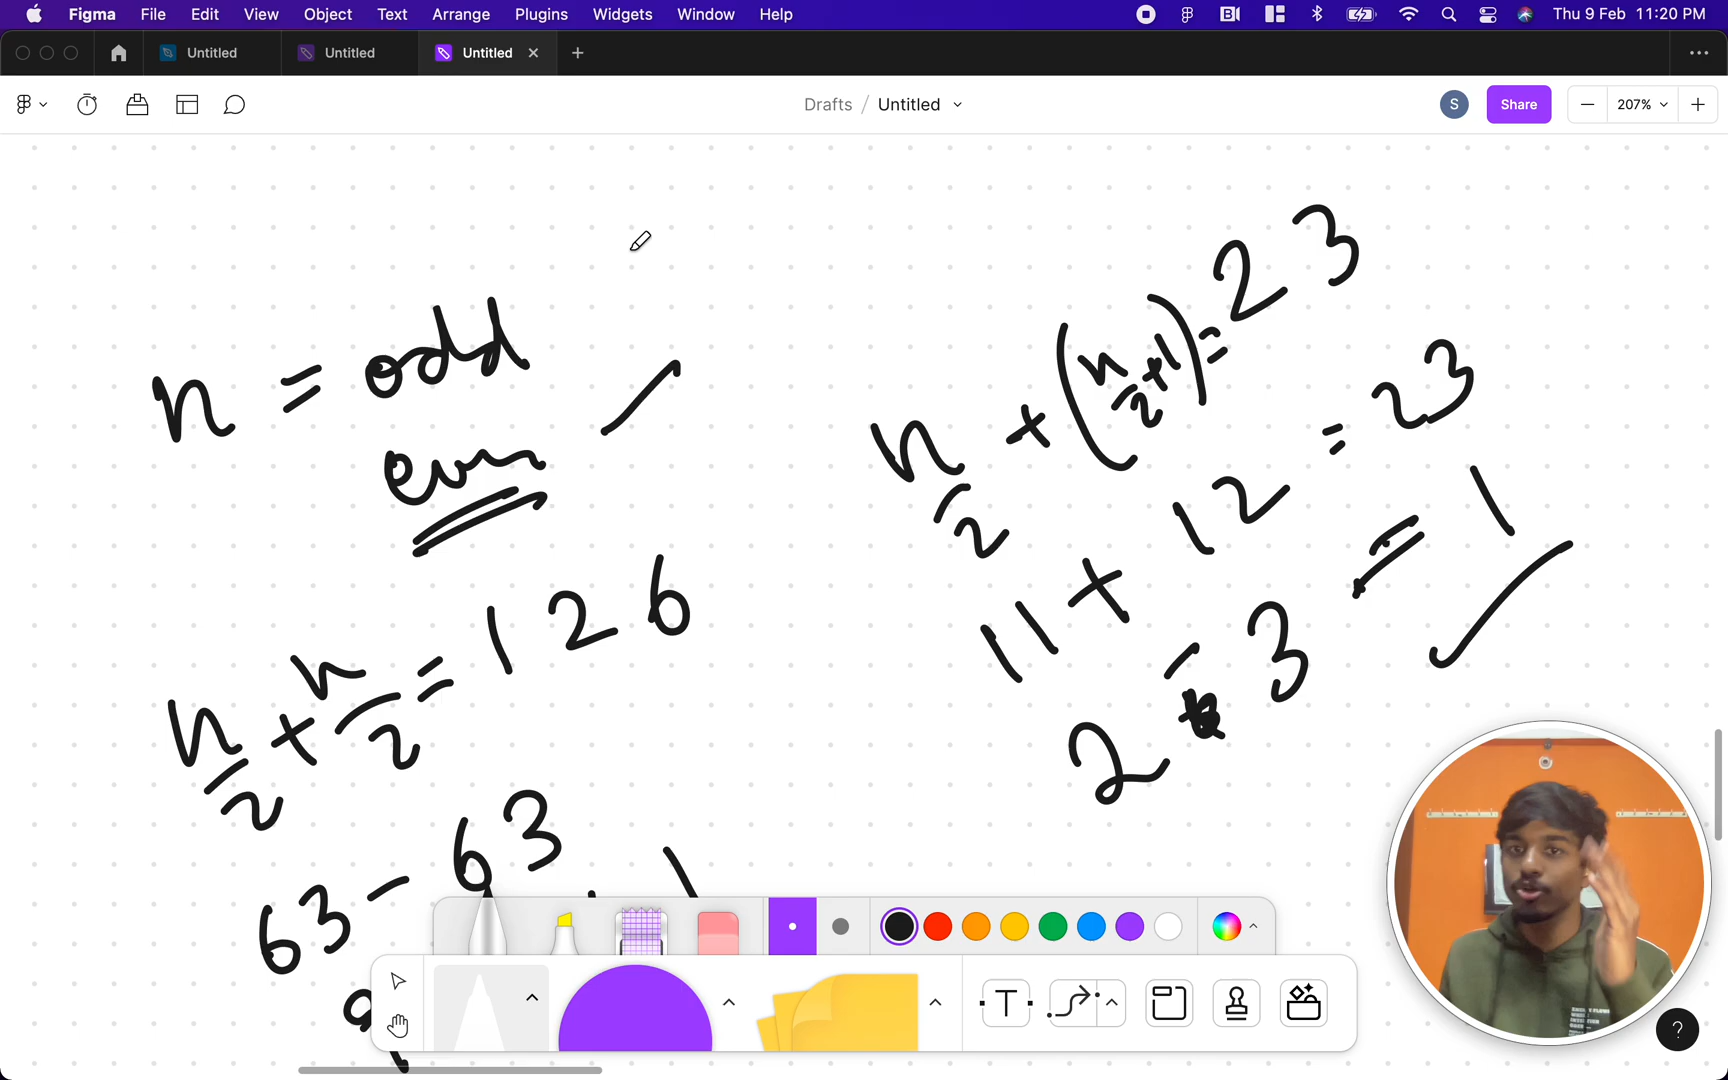 Figma File Edit View Object Text Arrange Plugins Widgets Window Help Thu 9 Feb 11:20 PM
Untitled Untitled Untitled
Drafts / Untitled S Share 207%
n = odd
even
n/2 + n/2 = 126
63 - 63
n/2 + (n/2 + 1) = 23
11 + 12 = 23
2 - 3 = 1
T
?